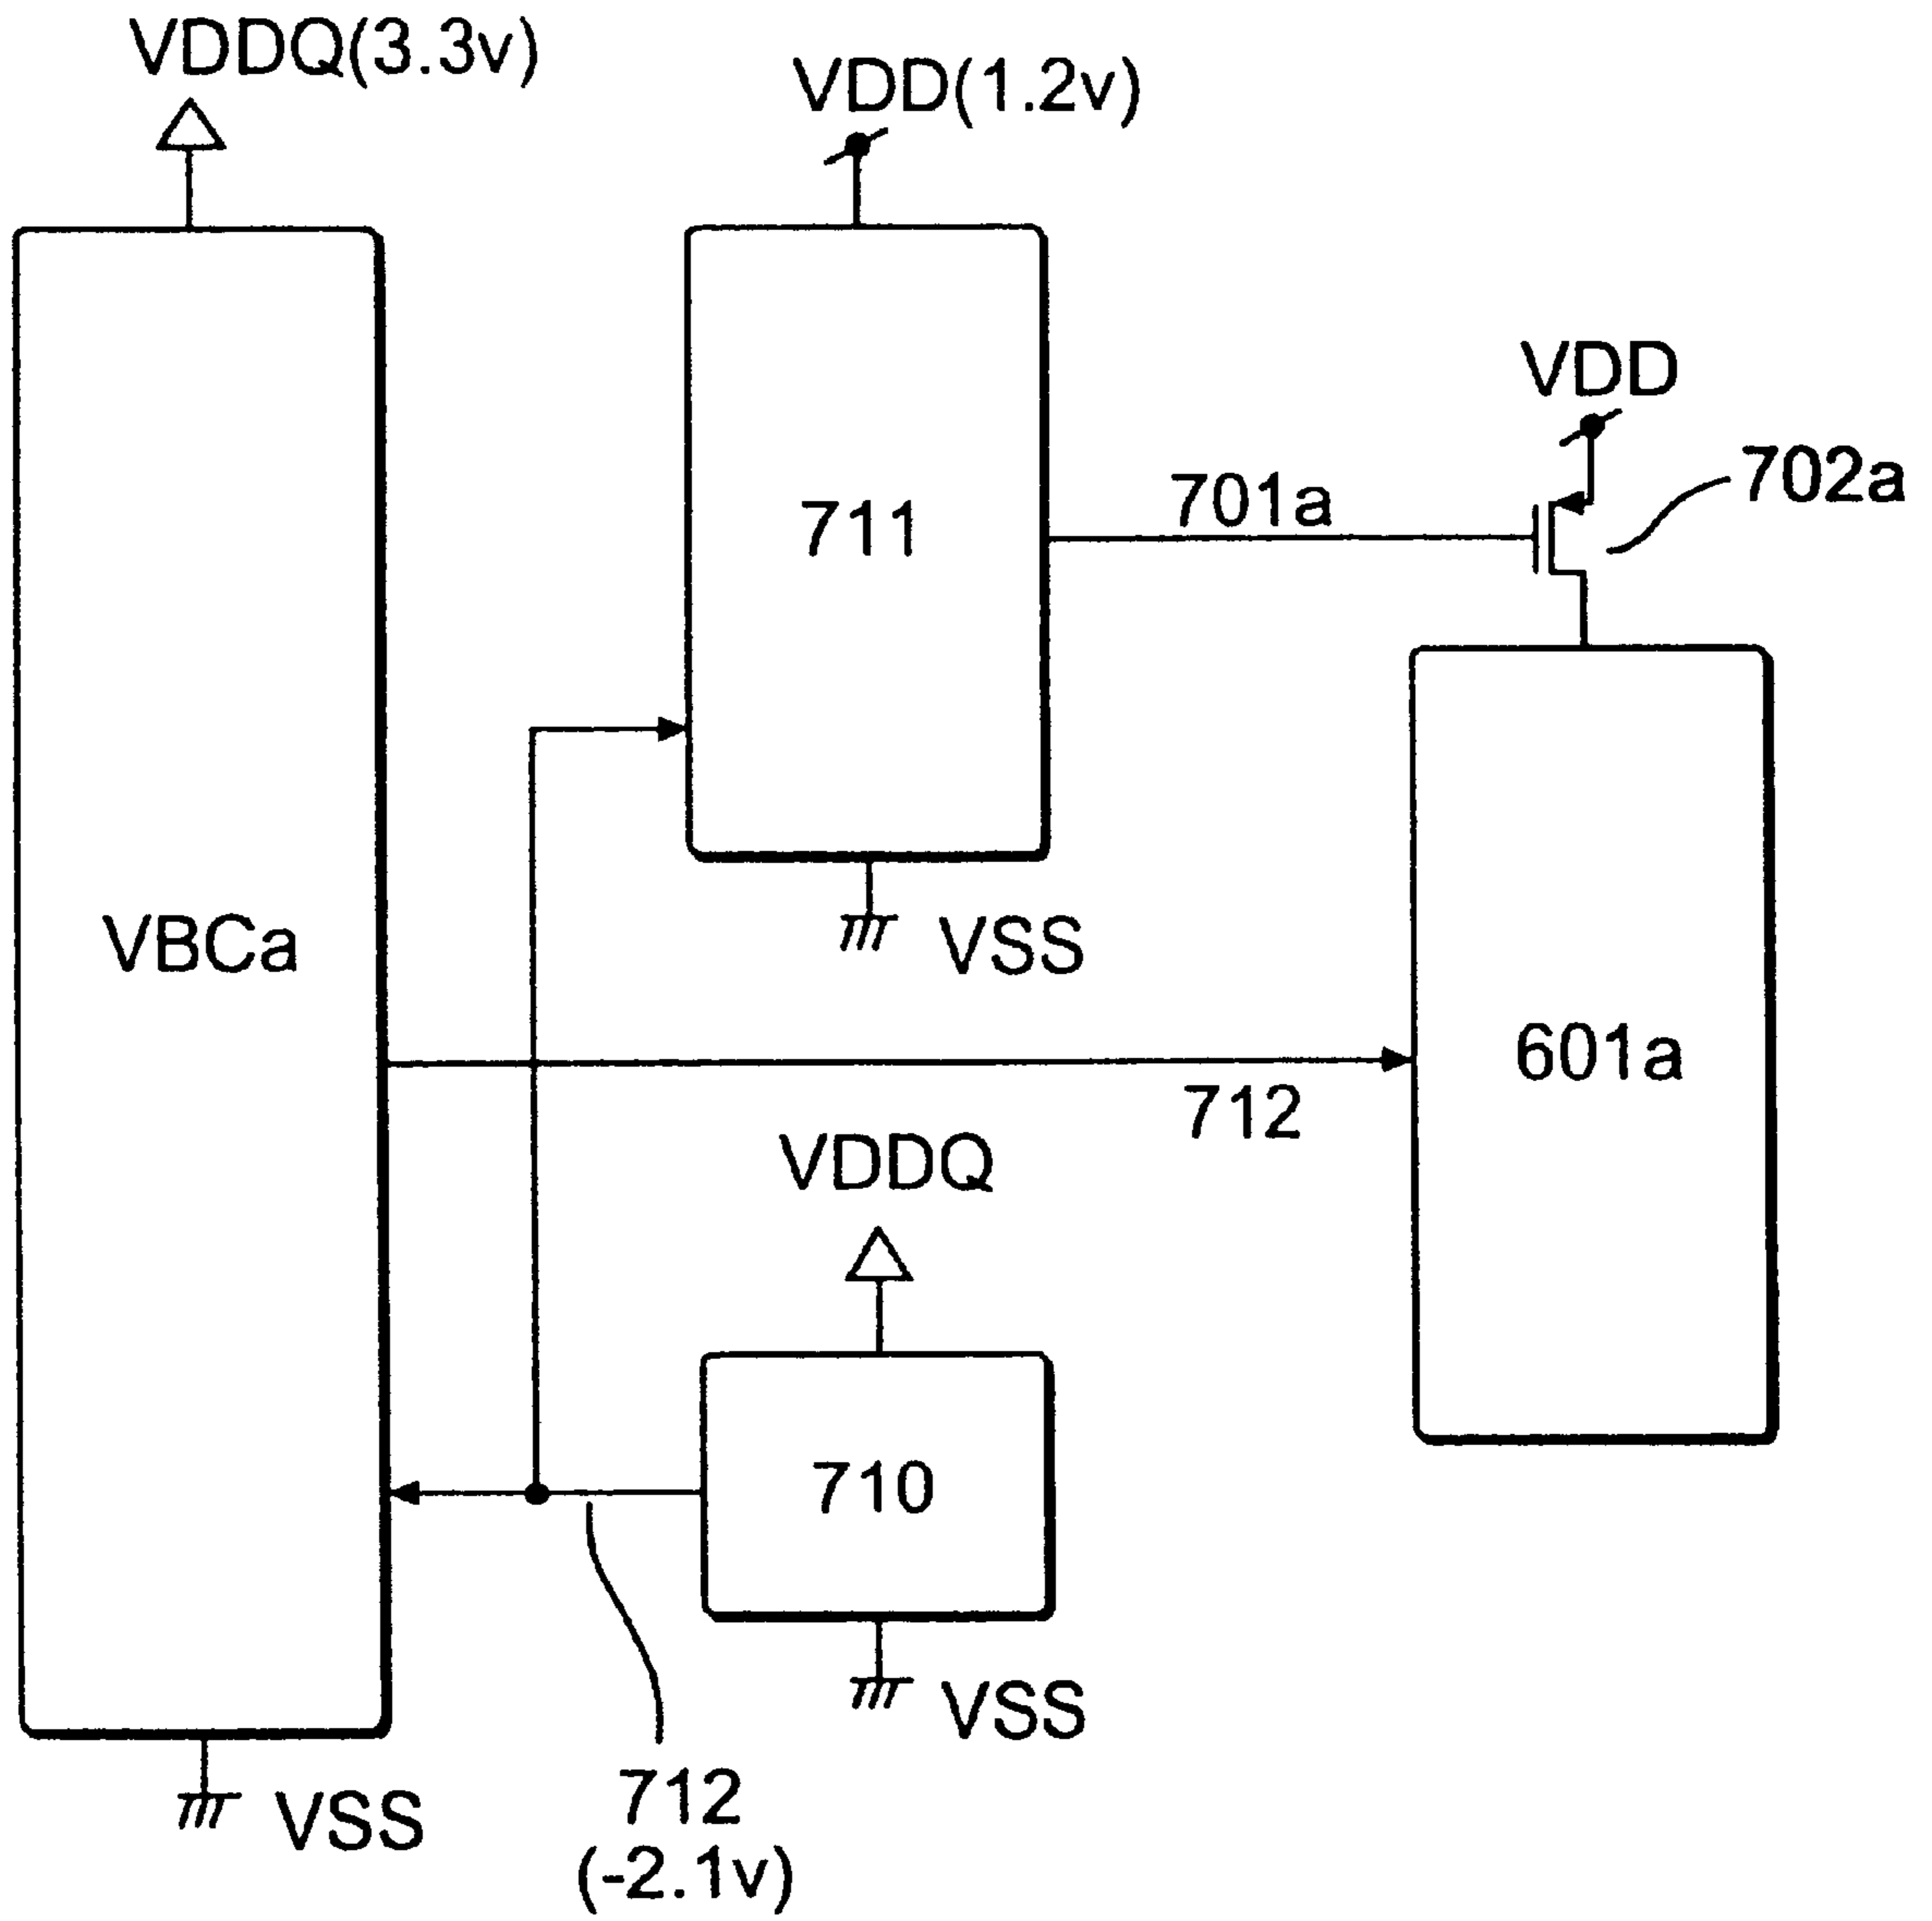 VDDQ(3.3v)
VDD(1.2v)
VDD
702a
701a
711
VBCa
VSS
601a
712
VDDQ
710
VSS
712
(-2.1v)
VSS